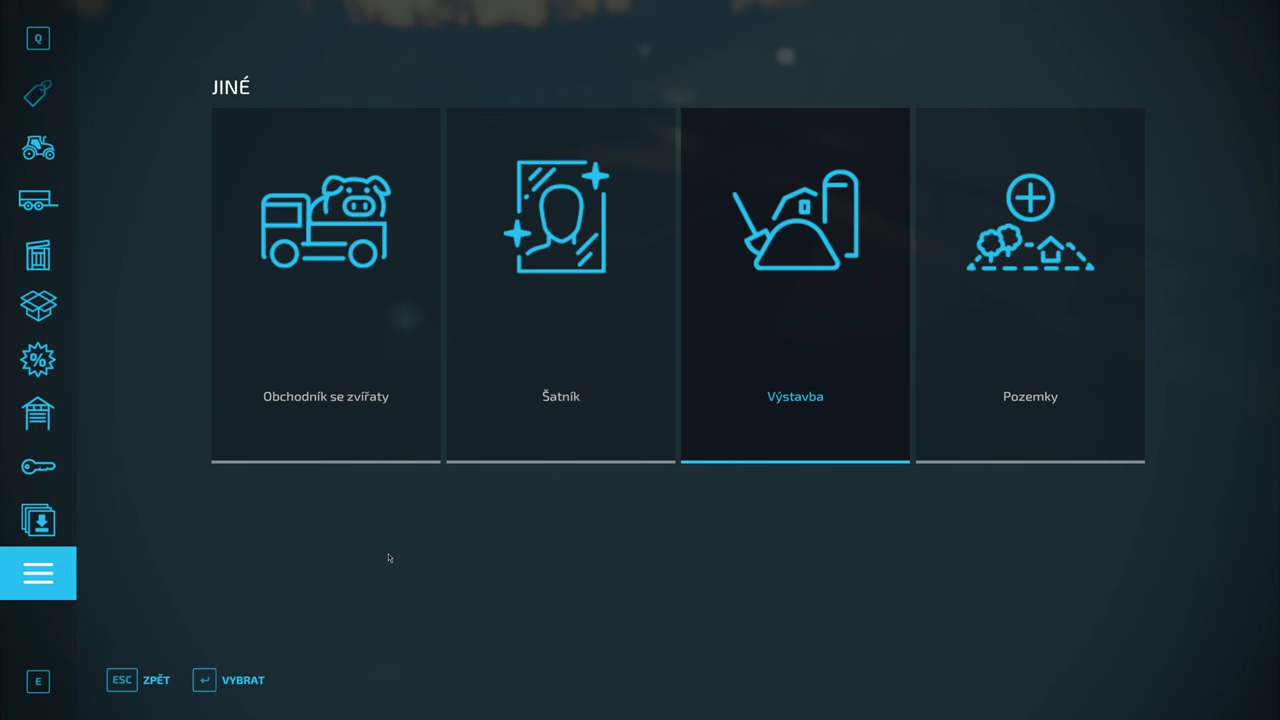 Q
JINÉ
Obchodník se zvířaty
Šatník
Výstavba
Pozemky
E
ESC ZPĚT
VYBRAT